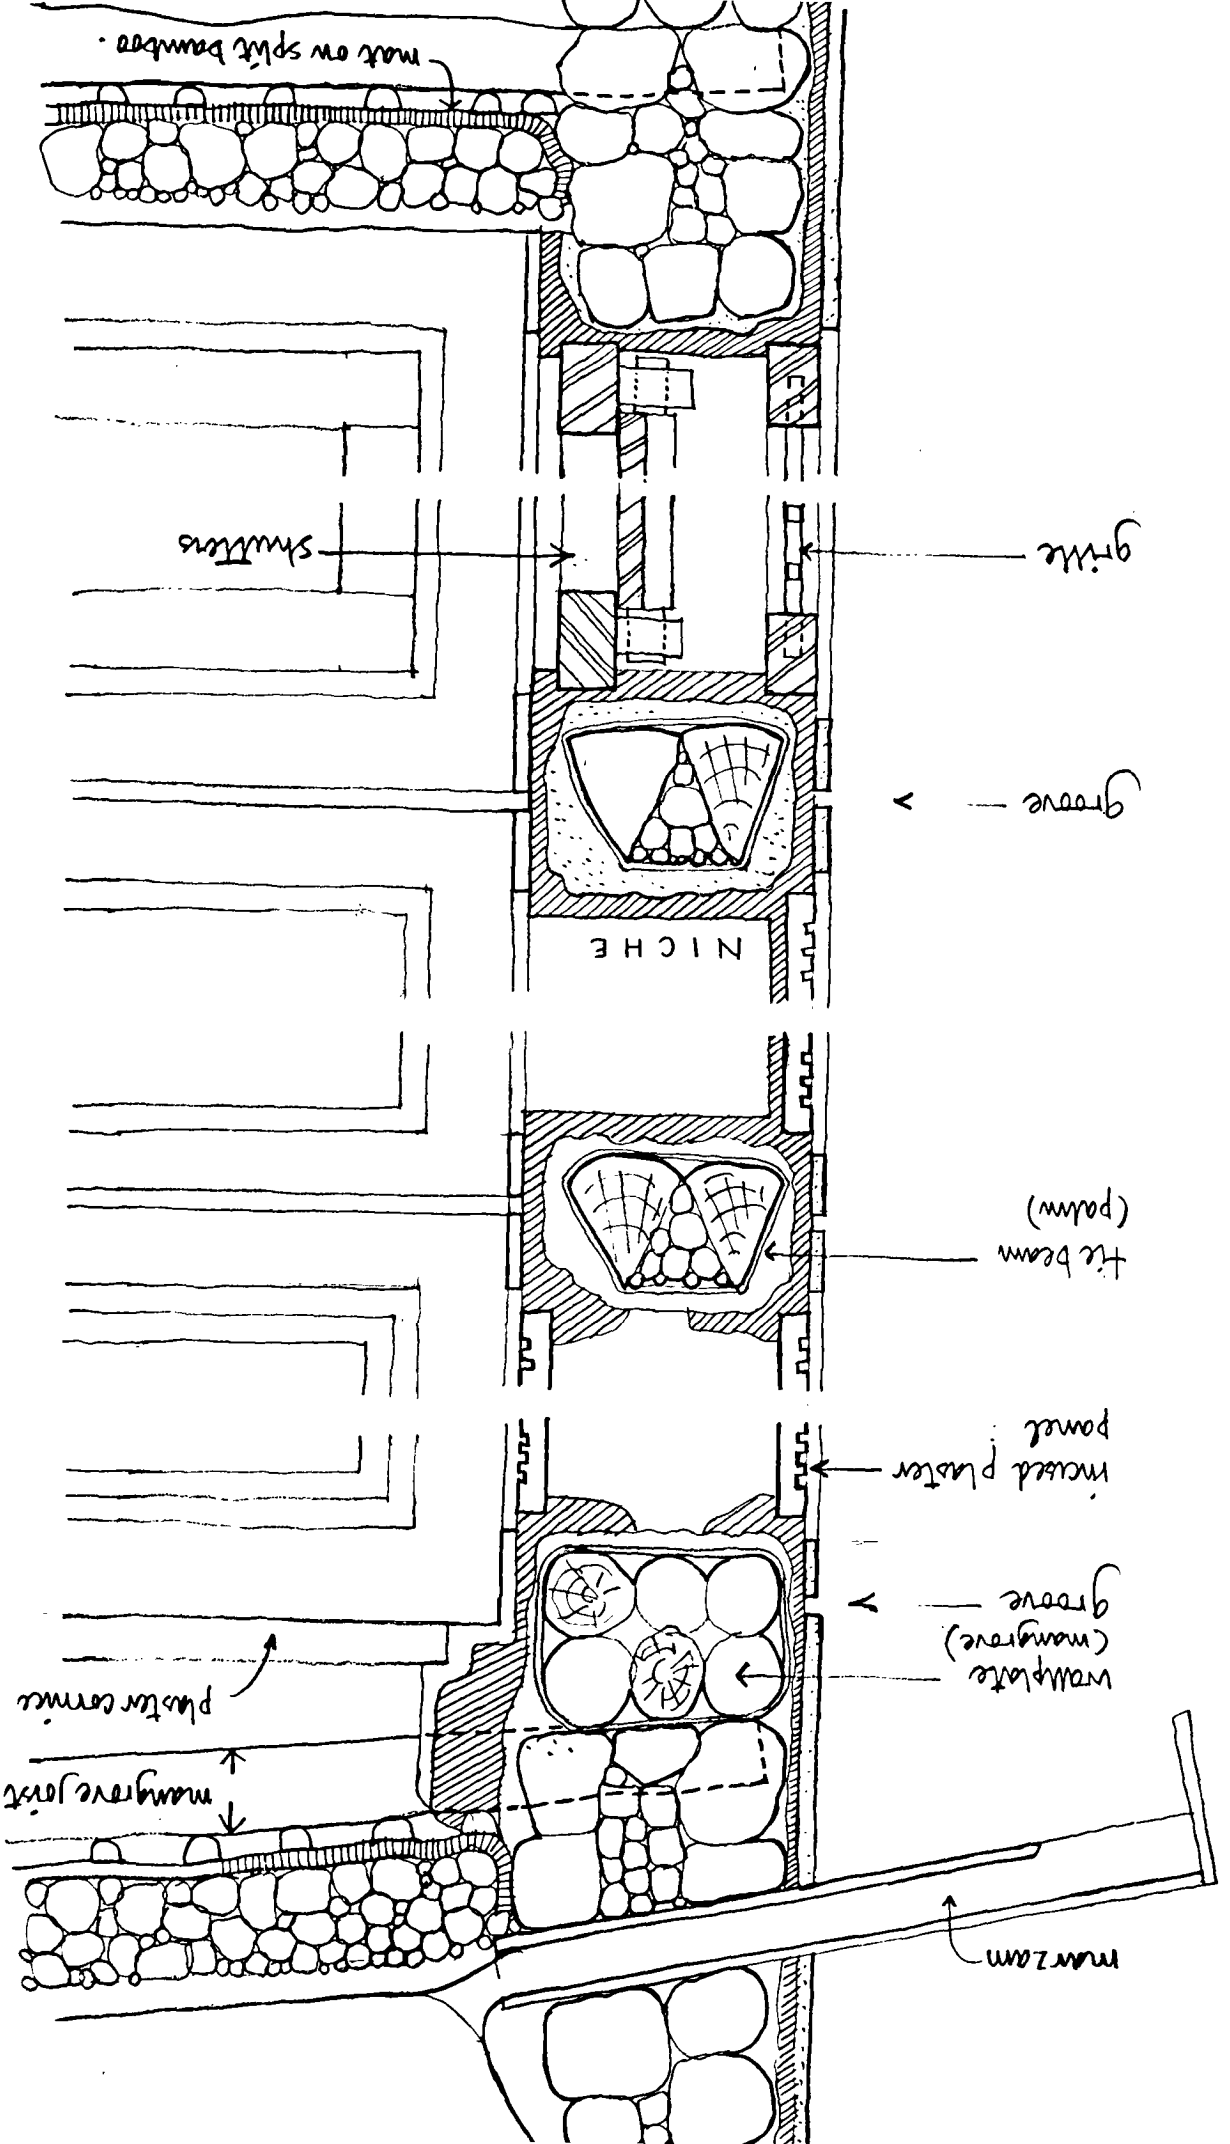 marzam
mangrove joist
plaster cornice
wallplate
(mangrove)
groove
incised plaster
panel
tie beam
(palm)
NICHE
groove
grille
shutters
mat on split bamboo.